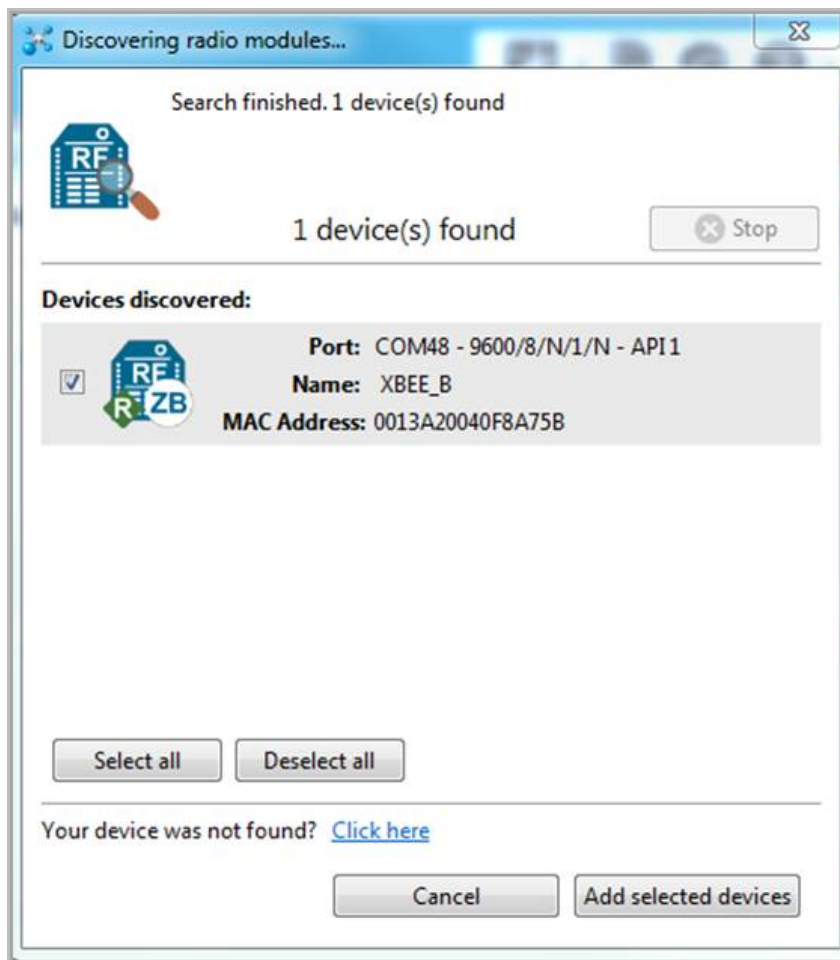 Discovering radio modules...
Search finished. 1 device(s) found
RF
1 device(s) found
Stop
Devices discovered:
RF
R ZB
Port: COM48 - 9600/8/N/1/N - API 1
Name: XBEE_B
MAC Address: 0013A20040F8A75B
Select all Deselect all
Your device was not found? Click here
Cancel Add selected devices